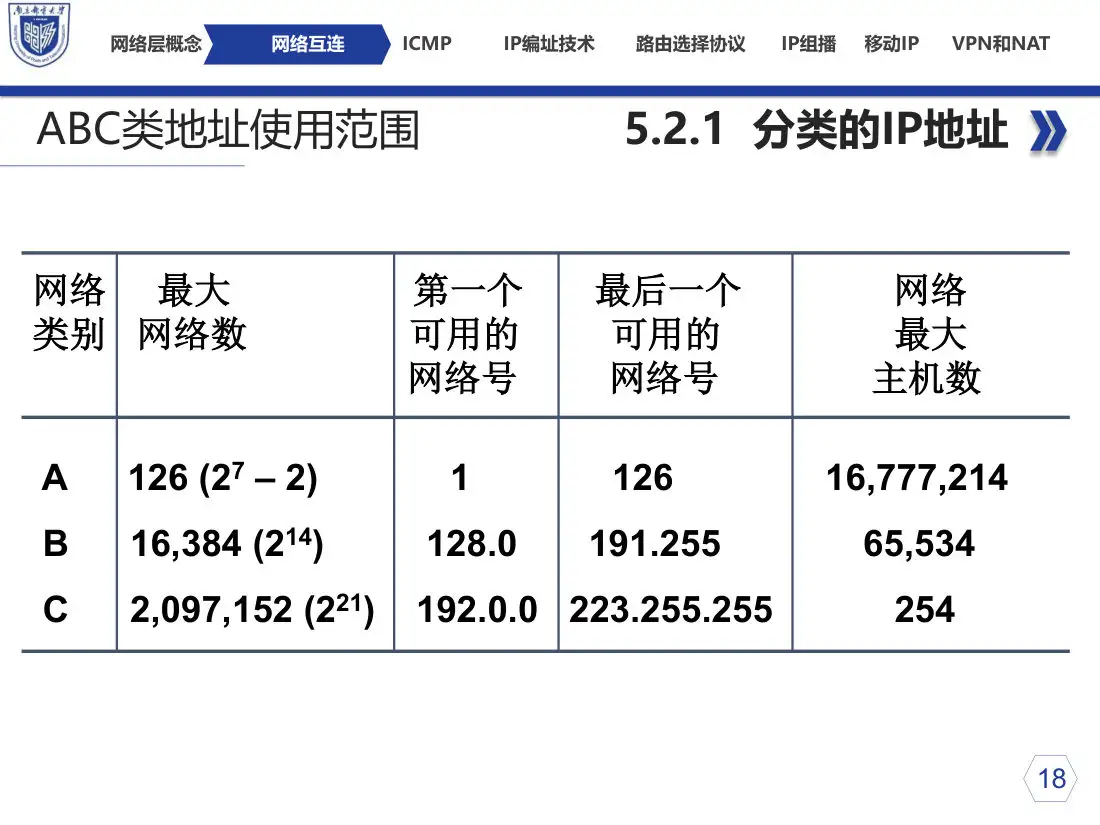 南京邮电大学
网络层概念 网络互连 ICMP IP编址技术 路由选择协议 IP组播 移动IP VPN和NAT
ABC类地址使用范围 5.2.1 分类的IP地址
网络 最大 第一个 最后一个 网络
类别 网络数 可用的 可用的 最大
网络号 网络号 主机数
A 126 (2⁷ – 2) 1 126 16,777,214
B 16,384 (2¹⁴) 128.0 191.255 65,534
C 2,097,152 (2²¹) 192.0.0 223.255.255 254
18